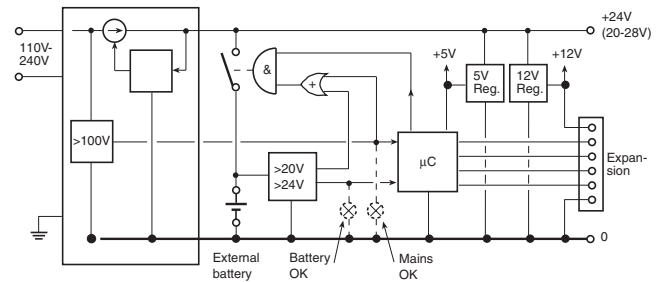 +24V
(20-28V)
110V-
240V
+5V
+12V
&
+
5V
Reg.
12V
Reg.
>100V
>20V
>24V
µC
Expan-
sion
0
External
battery
Battery
OK
Mains
OK